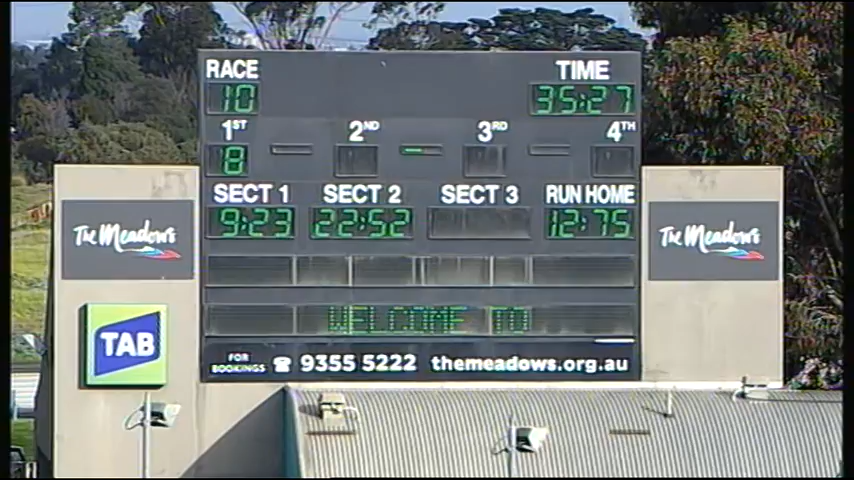 RACE TIME
10 35:27
1ST 2ND 3RD 4TH
8
SECT 1 SECT 2 SECT 3 RUN HOME
9:23 22:52 12:75
The Meadows The Meadows
WELCOME TO
TAB
FOR BOOKINGS 9355 5222 themeadows.org.au